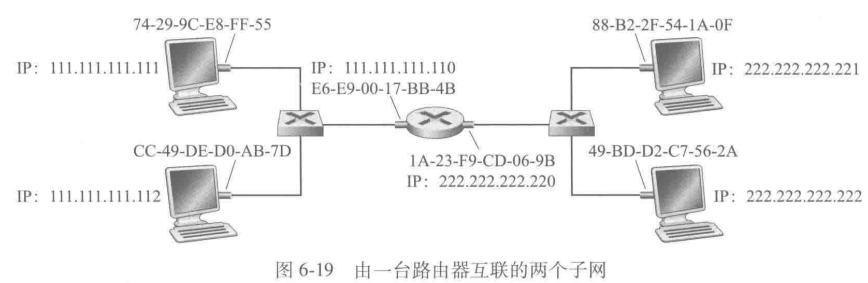 74-29-9C-E8-FF-55
88-B2-2F-54-1A-0F
IP: 111.111.111.111
IP: 111.111.111.110
IP: 222.222.222.221
E6-E9-00-17-BB-4B
CC-49-DE-D0-AB-7D
1A-23-F9-CD-06-9B
49-BD-D2-C7-56-2A
IP: 111.111.111.112
IP: 222.222.222.220
IP: 222.222.222.222
图 6-19 由一台路由器互联的两个子网